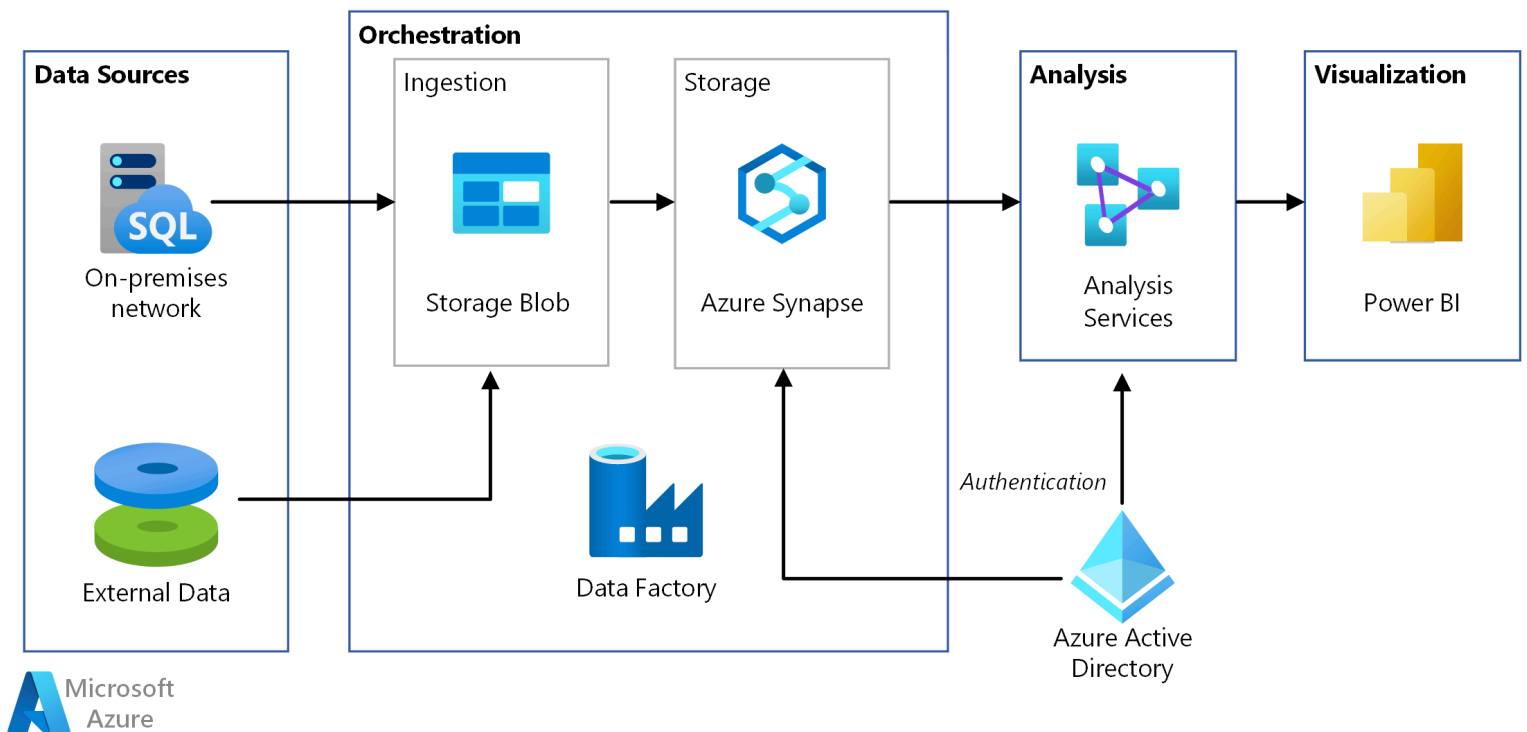 Orchestration
Data Sources
Ingestion
Storage
Analysis
Visualization
SQL
On-premises
network
Storage Blob
Azure Synapse
Analysis
Services
Power BI
Authentication
External Data
Data Factory
Azure Active
Directory
Microsoft
Azure